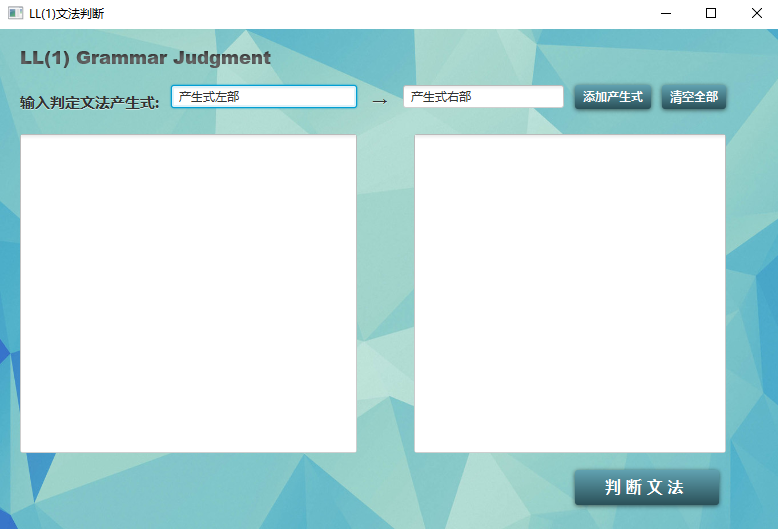 LL(1)文法判断
LL(1) Grammar Judgment
输入判定文法产生式: 产生式左部 → 产生式右部 添加产生式 清空全部
判断文法